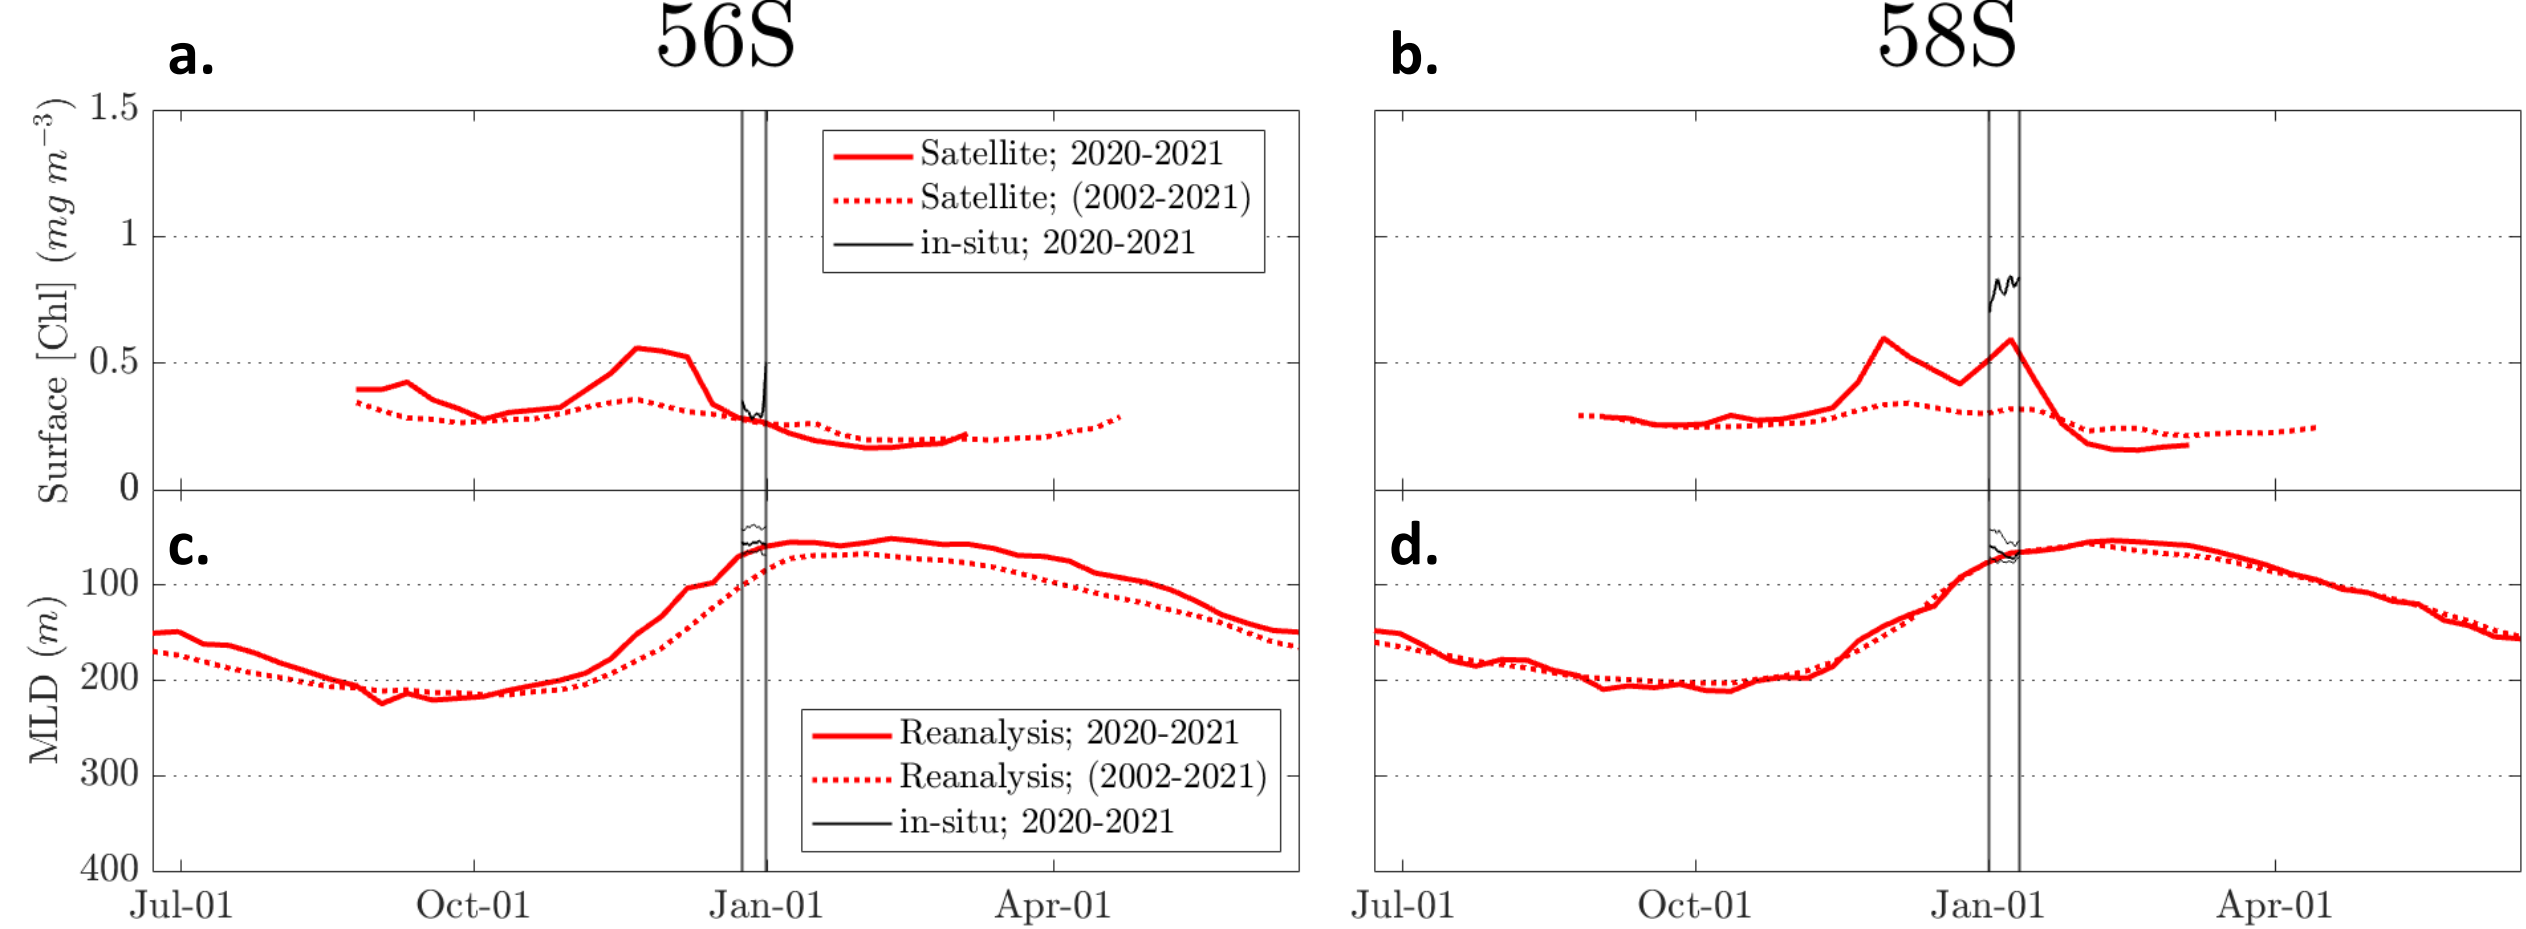 56S
58S
a.
b.
Surface [Chl] (mg m⁻³)
1.5
1
0.5
0
Satellite; 2020-2021
Satellite; (2002-2021)
in-situ; 2020-2021
c.
d.
MLD (m)
100
200
300
400
Reanalysis; 2020-2021
Reanalysis; (2002-2021)
in-situ; 2020-2021
Jul-01 Oct-01 Jan-01 Apr-01
Jul-01 Oct-01 Jan-01 Apr-01